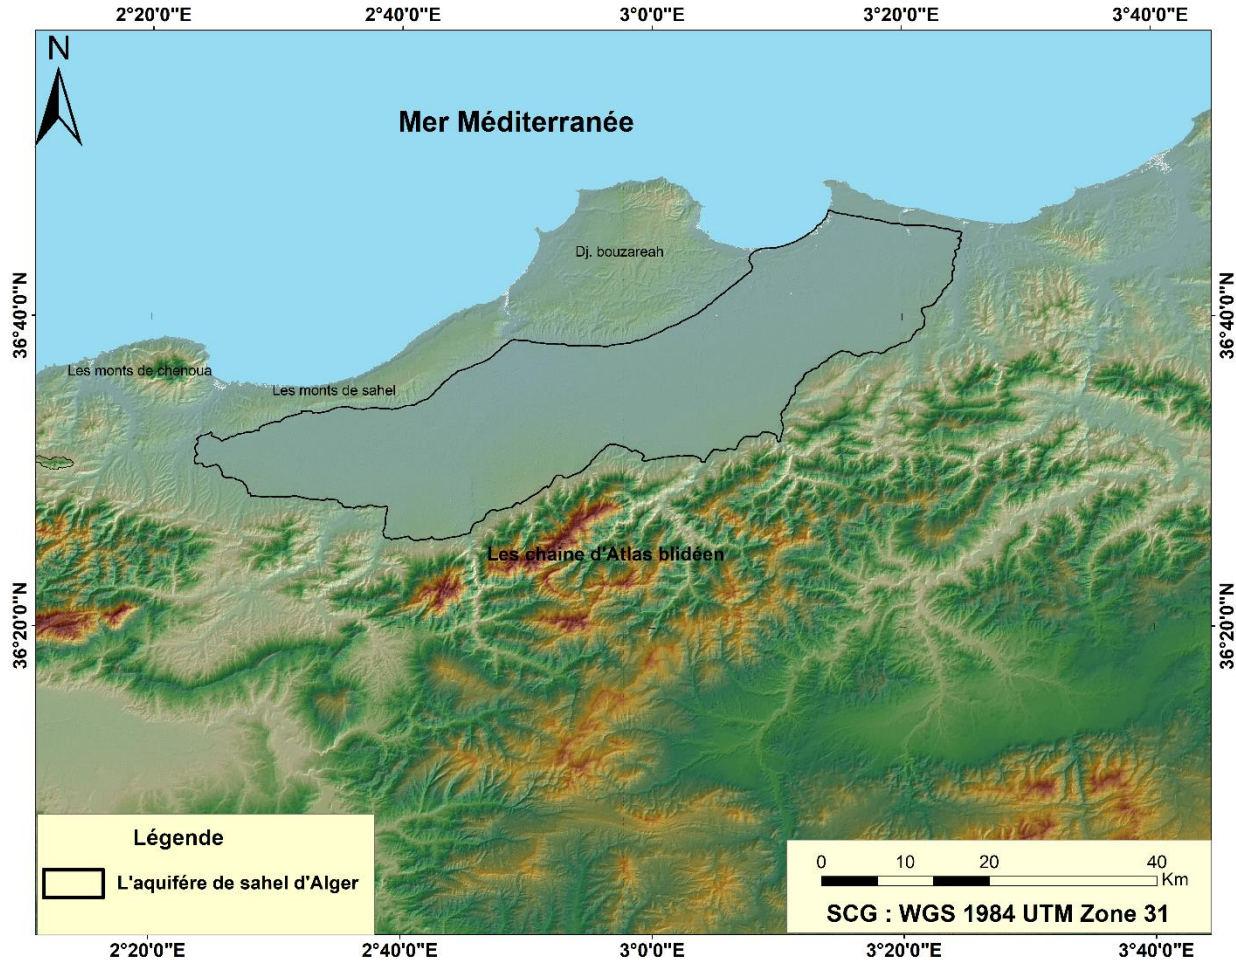 2°20'0"E 2°40'0"E 3°0'0"E 3°20'0"E 3°40'0"E
N
Mer Méditerranée
Dj. bouzareah
36°40'0"N 36°40'0"N
Les monts de chenoua
Les monts de sahel
Les chaine d'Atlas blidéen
36°20'0"N 36°20'0"N
Légende
L'aquifére de sahel d'Alger
0 10 20 40
Km
SCG : WGS 1984 UTM Zone 31
2°20'0"E 2°40'0"E 3°0'0"E 3°20'0"E 3°40'0"E